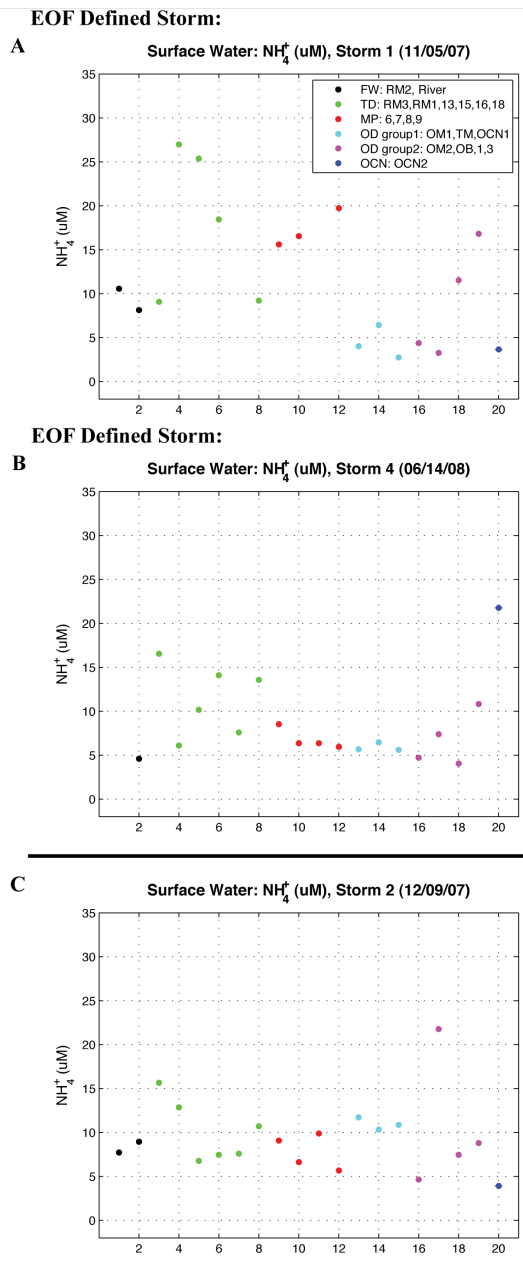 EOF Defined Storm:
A
Surface Water: NH4+ (uM), Storm 1 (11/05/07)
35
30
25
20
15
10
5
0
NH4+ (uM)
FW: RM2, River
TD: RM3,RM1,13,15,16,18
MP: 6,7,8,9
OD group1: OM1,TM,OCN1
OD group2: OM2,OB,1,3
OCN: OCN2
2 4 6 8 10 12 14 16 18 20
EOF Defined Storm:
B
Surface Water: NH4+ (uM), Storm 4 (06/14/08)
35
30
25
20
15
10
5
0
NH4+ (uM)
2 4 6 8 10 12 14 16 18 20
C
Surface Water: NH4+ (uM), Storm 2 (12/09/07)
35
30
25
20
15
10
5
0
NH4+ (uM)
2 4 6 8 10 12 14 16 18 20